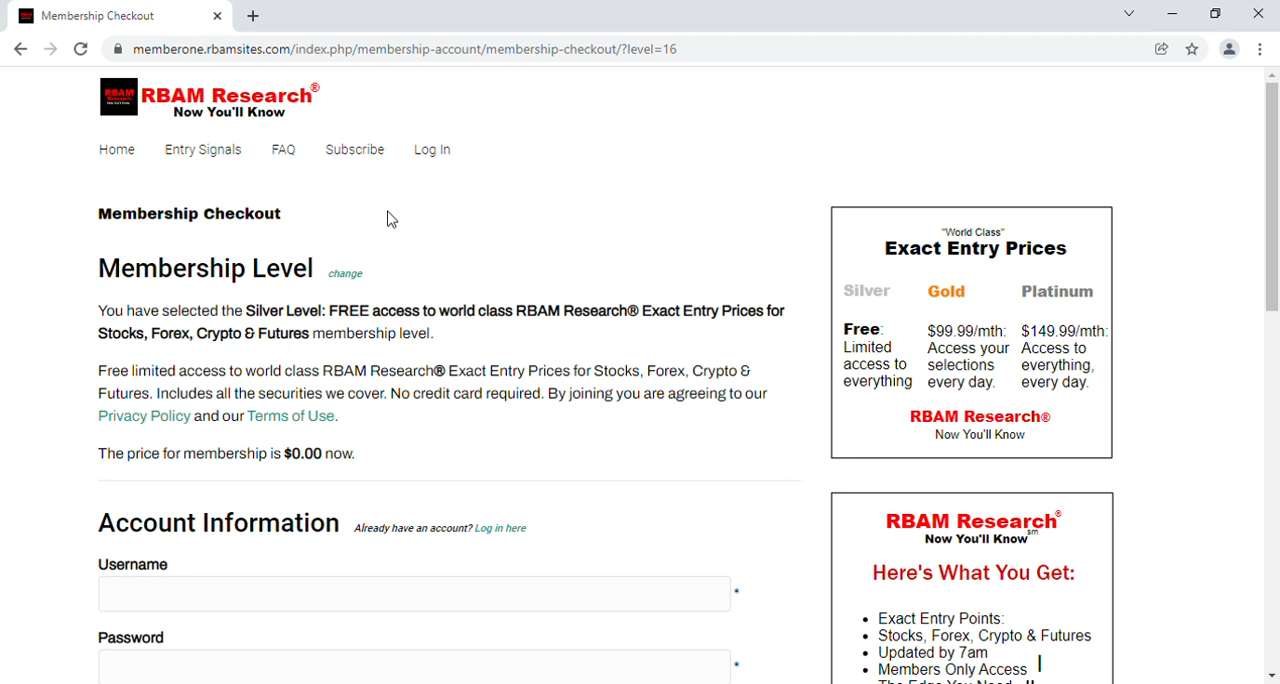 Membership Checkout
memberone.rbamsites.com/index.php/membership-account/membership-checkout/?level=16
RBAM Research®
Now You'll Know
Home Entry Signals FAQ Subscribe Log In
Membership Checkout
Membership Level change
You have selected the Silver Level: FREE access to world class RBAM Research® Exact Entry Prices for
Stocks, Forex, Crypto & Futures membership level.
Free limited access to world class RBAM Research® Exact Entry Prices for Stocks, Forex, Crypto &
Futures. Includes all the securities we cover. No credit card required. By joining you are agreeing to our
Privacy Policy and our Terms of Use.
The price for membership is $0.00 now.
Account Information Already have an account? Log in here
Username
*
Password
*
"World Class"
Exact Entry Prices
Silver Gold Platinum
Free: $99.99/mth: $149.99/mth:
Limited Access your Access to
access to selections everything,
everything every day. every day.
RBAM Research®
Now You'll Know
RBAM Research®
Now You'll Know℠
Here's What You Get:
• Exact Entry Points:
• Stocks, Forex, Crypto & Futures
• Updated by 7am
• Members Only Access
The Edge You Need